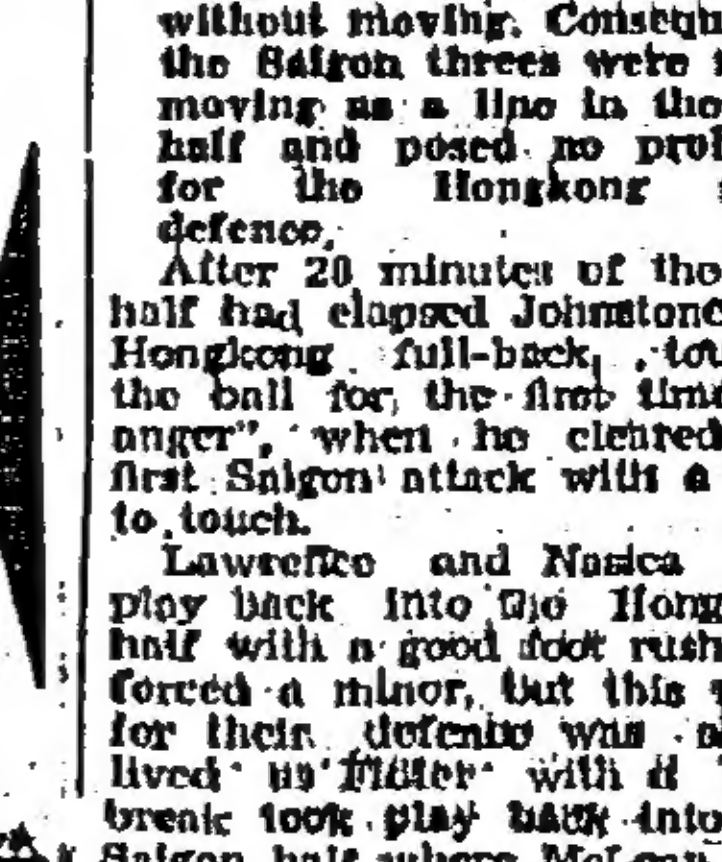 without moving. Consequ
the Saigon threes were
moving as a line in the
half and posed no prob
for the Hongkong
defence.
After 20 minutes of the
half had elapsed Johnstone
Hongkong full-back, tou
the ball for the first time
anger", when he cleared
first Saigon attack with a
to touch.
Lawrence and Nasica
play back into the Hong
half with a good foot rush
forced a minor, but this
for their defence was
lived as Miller with a
break took play back into
Saigon half where